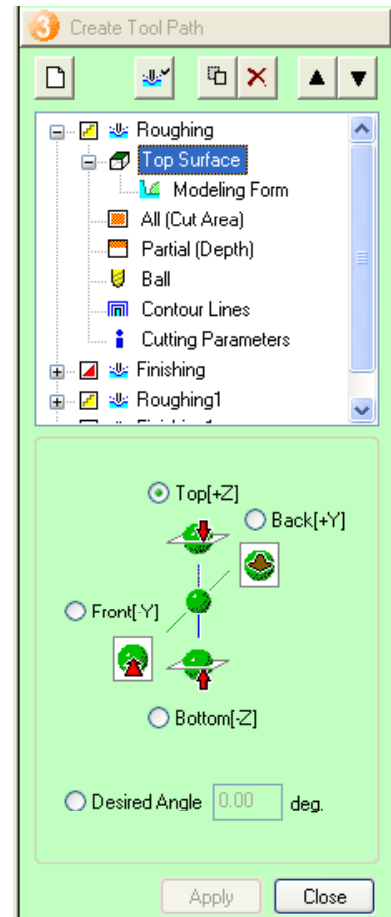 Create Tool Path
Roughing
Top Surface
Modeling Form
All (Cut Area)
Partial (Depth)
Ball
Contour Lines
Cutting Parameters
Finishing
Roughing1
Top[+Z]
Back[+Y]
Front[-Y]
Bottom[-Z]
Desired Angle 0.00 deg.
Apply Close